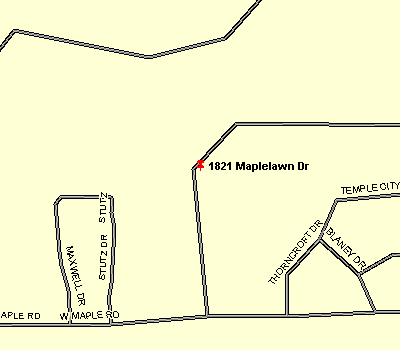 1821 Maplelawn Dr
TEMPLE CITY
STUTZ
THORNCROFT DR
BLANEY DR
STUTZ DR
MAXWELL DR
APLE RD
W MAPLE RD